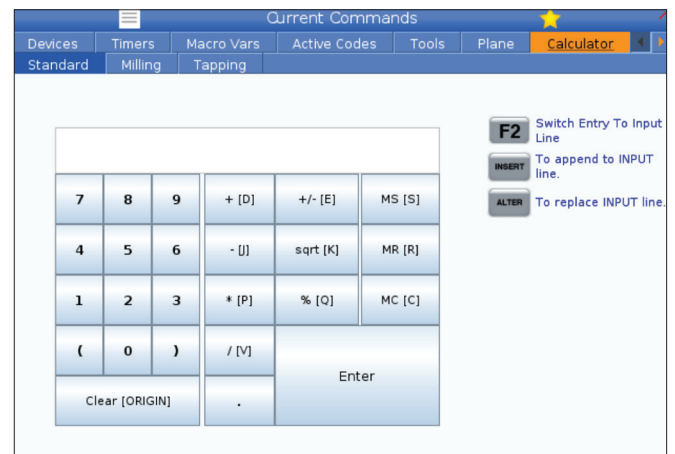 Current Commands
Devices Timers Macro Vars Active Codes Tools Plane Calculator
Standard Milling Tapping
F2 Switch Entry To Input
Line
INSERT To append to INPUT
line.
ALTER To replace INPUT line.
7 8 9 + [D] +/- [E] MS [S]
4 5 6 - [J] sqrt [K] MR [R]
1 2 3 * [P] % [Q] MC [C]
( 0 ) / [V]
Enter
Clear [ORIGIN] .